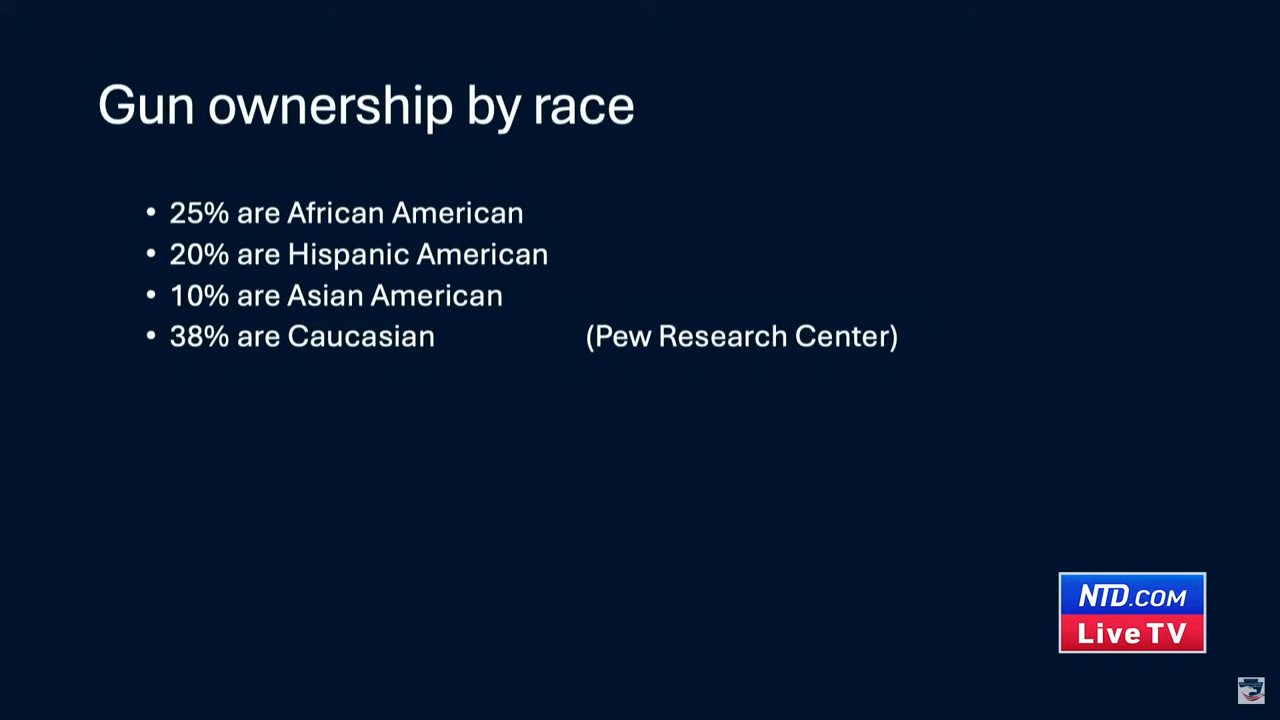 Gun ownership by race
• 25% are African American
• 20% are Hispanic American
• 10% are Asian American
• 38% are Caucasian (Pew Research Center)
NTD.COM
Live TV